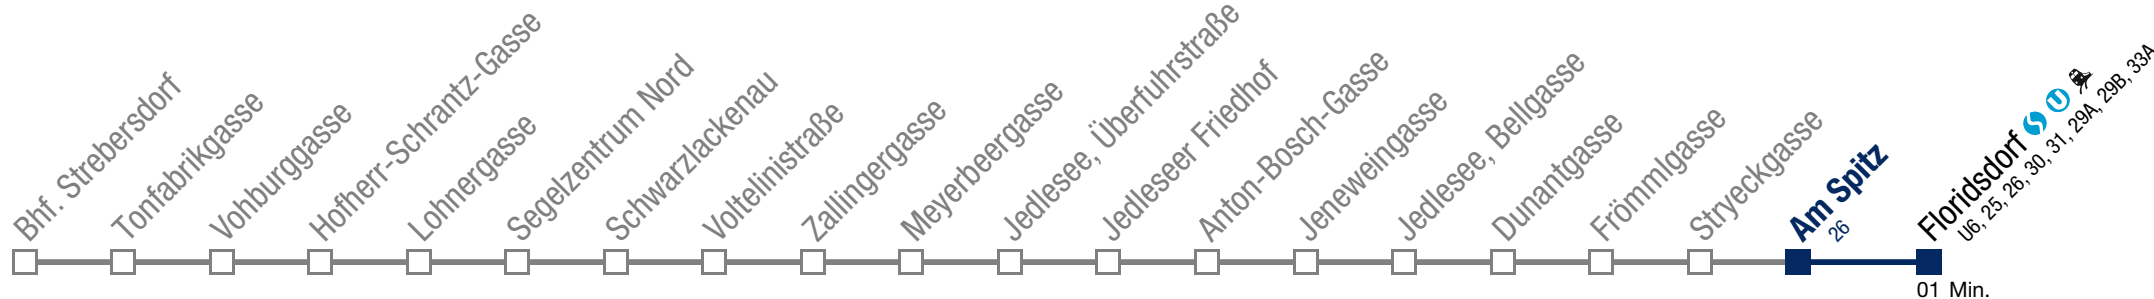 Bhf. Strebersdorf
Tonfabrikgasse
Vohburggasse
Hofherr-Schrantz-Gasse
Lohnergasse
Segelzentrum Nord
Schwarzlackenau
Voltelinistraße
Zallingergasse
Meyerbeergasse
Jedlesee, Überfuhrstraße
Jedleseer Friedhof
Anton-Bosch-Gasse
Jeneweingasse
Jedlesee, Bellgasse
Dunantgasse
Frömmlgasse
Stryeckgasse
Am Spitz
26
Floridsdorf S U
U6, 25, 26, 30, 31, 29A, 29B, 33A
01 Min.